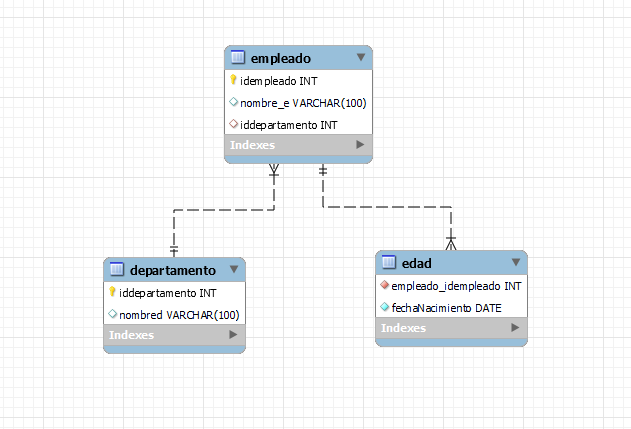 empleado
idempleado INT
nombre_e VARCHAR(100)
iddepartamento INT
Indexes
departamento
iddepartamento INT
nombred VARCHAR(100)
Indexes
edad
empleado_idempleado INT
fechaNacimiento DATE
Indexes